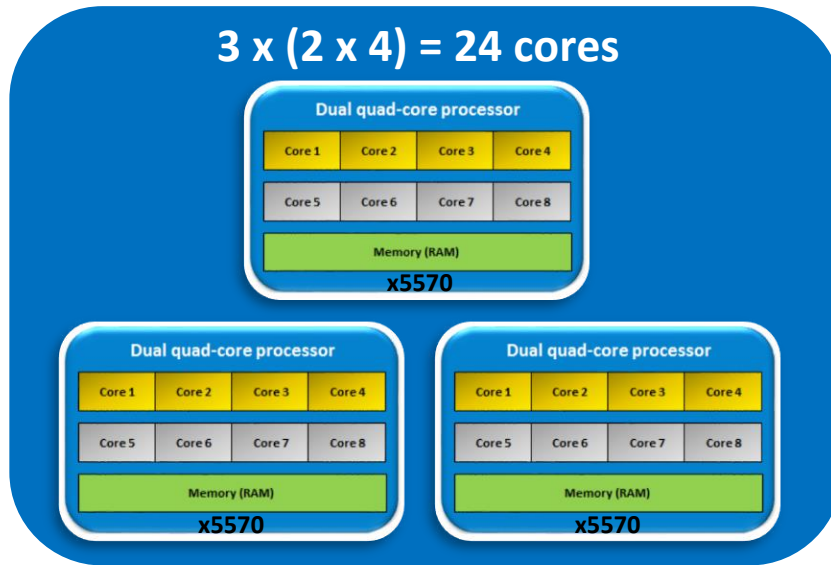 3 x (2 x 4) = 24 cores
Dual quad-core processor
Core 1 Core 2 Core 3 Core 4
Core 5 Core 6 Core 7 Core 8
Memory (RAM)
x5570
Dual quad-core processor
Core 1 Core 2 Core 3 Core 4
Core 5 Core 6 Core 7 Core 8
Memory (RAM)
x5570
Dual quad-core processor
Core 1 Core 2 Core 3 Core 4
Core 5 Core 6 Core 7 Core 8
Memory (RAM)
x5570